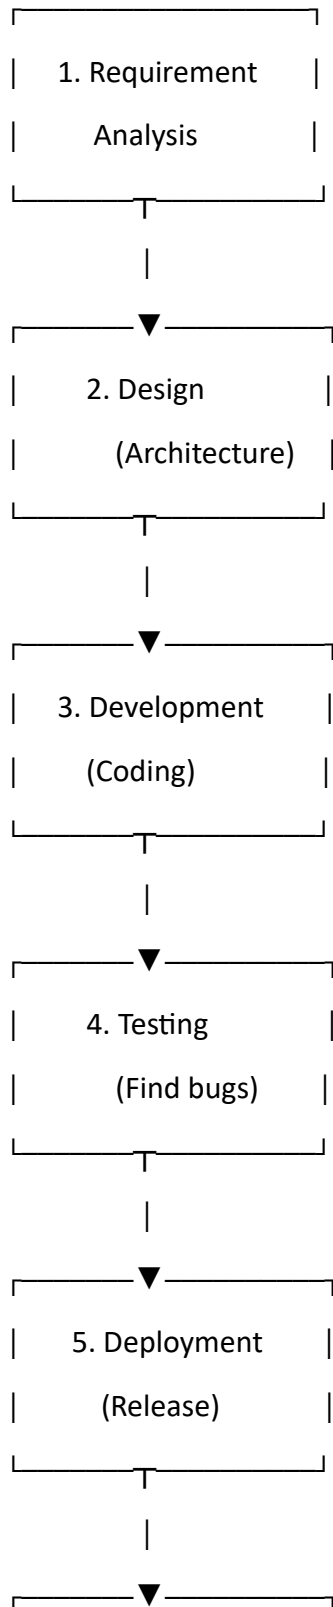 1. Requirement
Analysis
2. Design
(Architecture)
3. Development
(Coding)
4. Testing
(Find bugs)
5. Deployment
(Release)